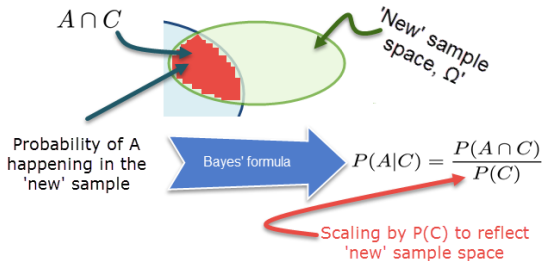 A ∩ C
'New' sample
space, Ω'
Probability of A
happening in the
'new' sample
Bayes' formula
P(A|C) = P(A ∩ C) / P(C)
Scaling by P(C) to reflect
'new' sample space